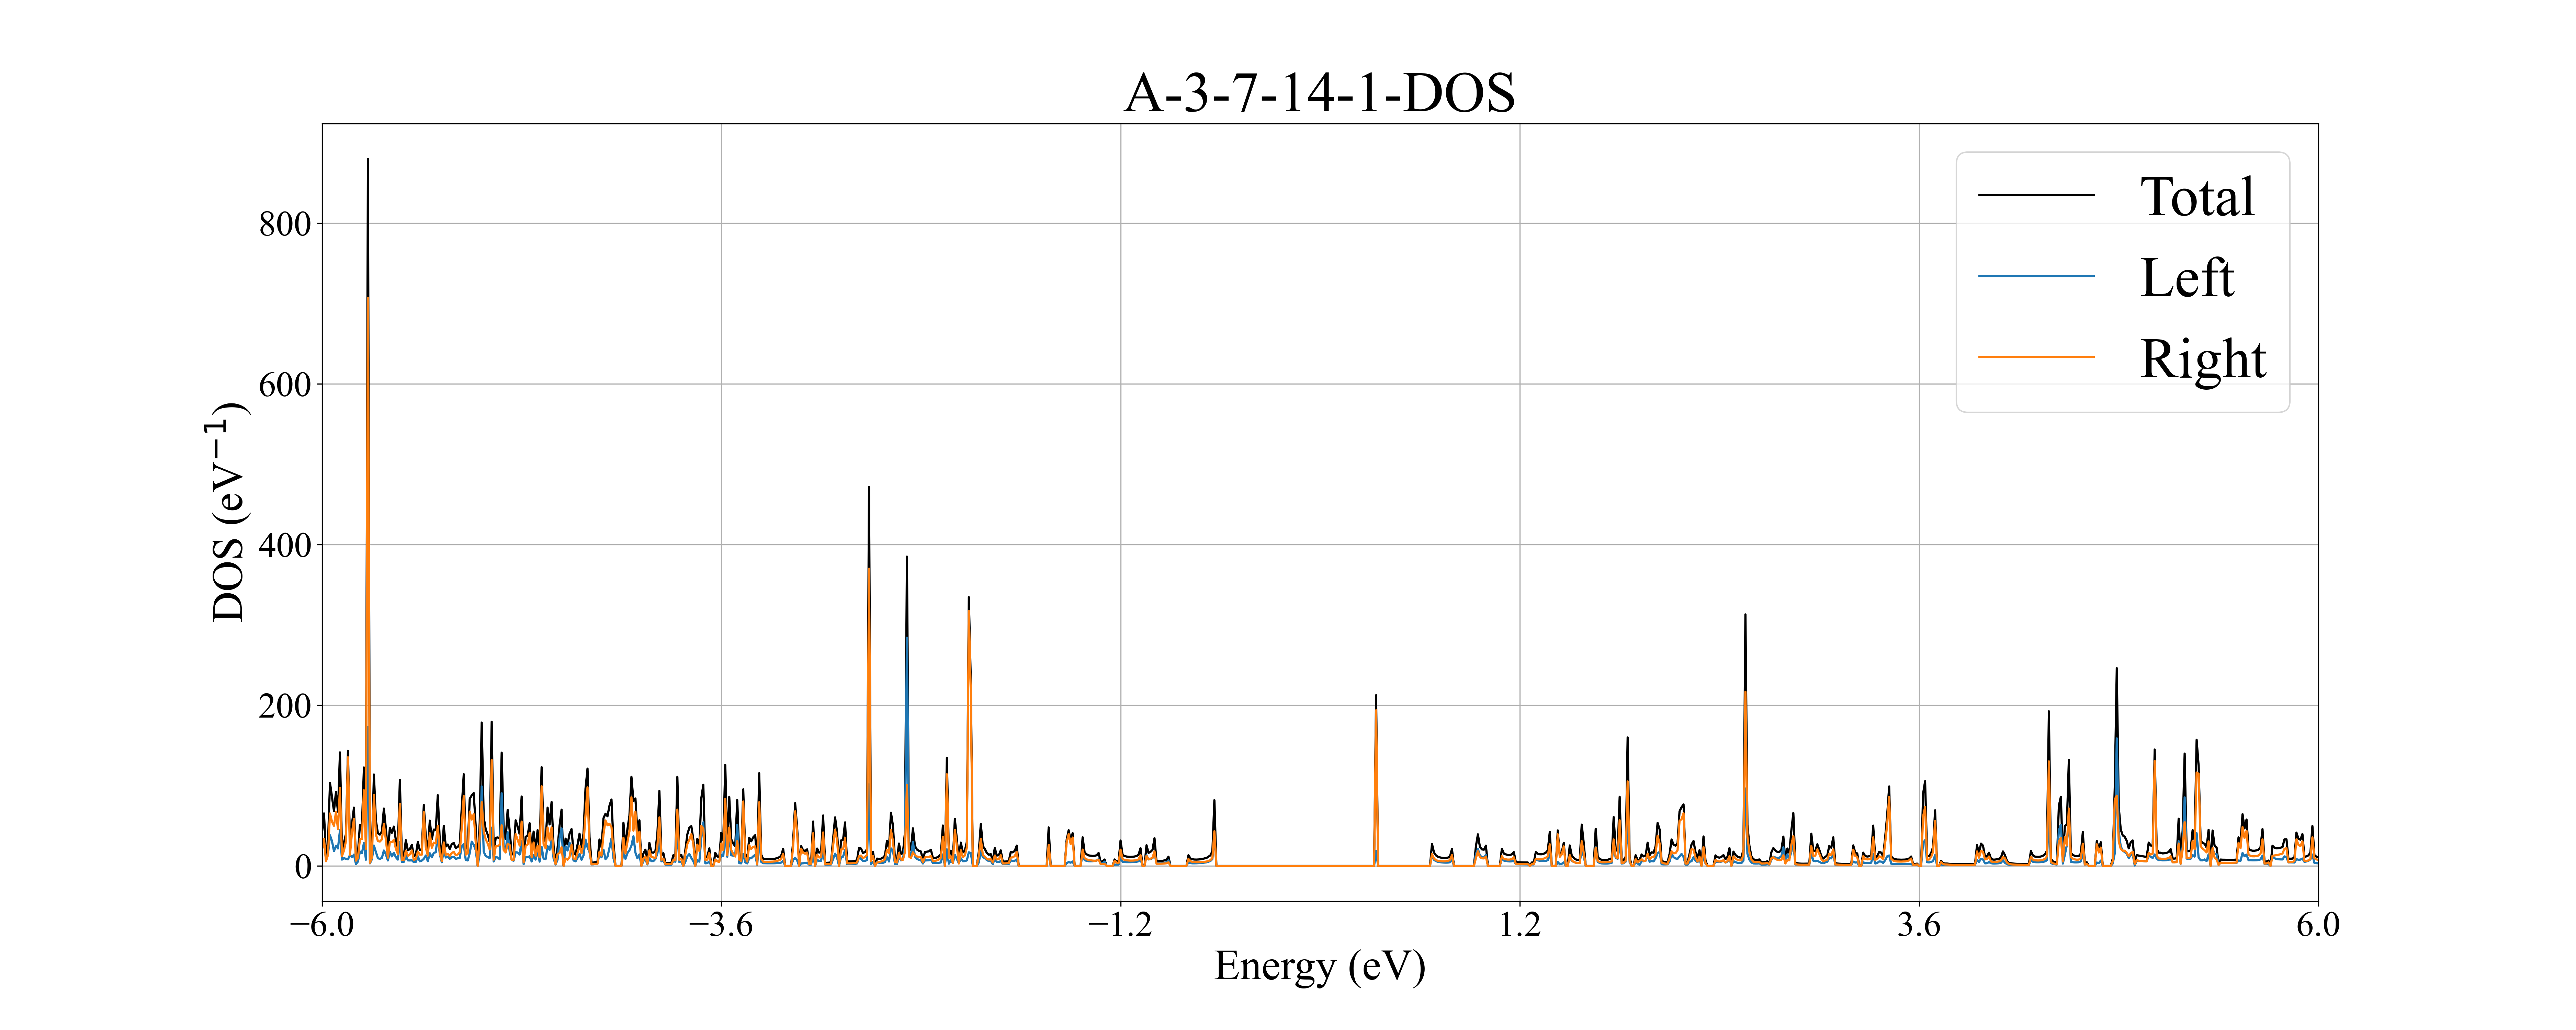 A-3-7-14-1-DOS
Total
Left
Right
800
600
400
200
0
DOS (eV⁻¹)
−6.0 −3.6 −1.2 1.2 3.6 6.0
Energy (eV)